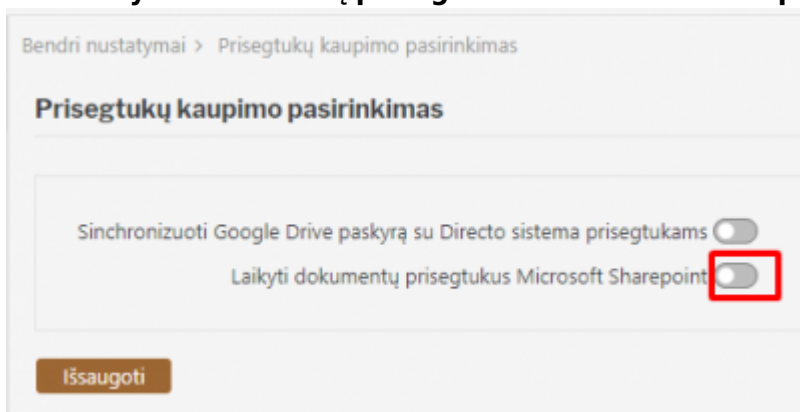 Bendri nustatymai > Prisegtukų kaupimo pasirinkimas
Prisegtukų kaupimo pasirinkimas
Sinchronizuoti Google Drive paskyrą su Directo sistema prisegtukams
Laikyti dokumentų prisegtukus Microsoft Sharepoint
Išsaugoti